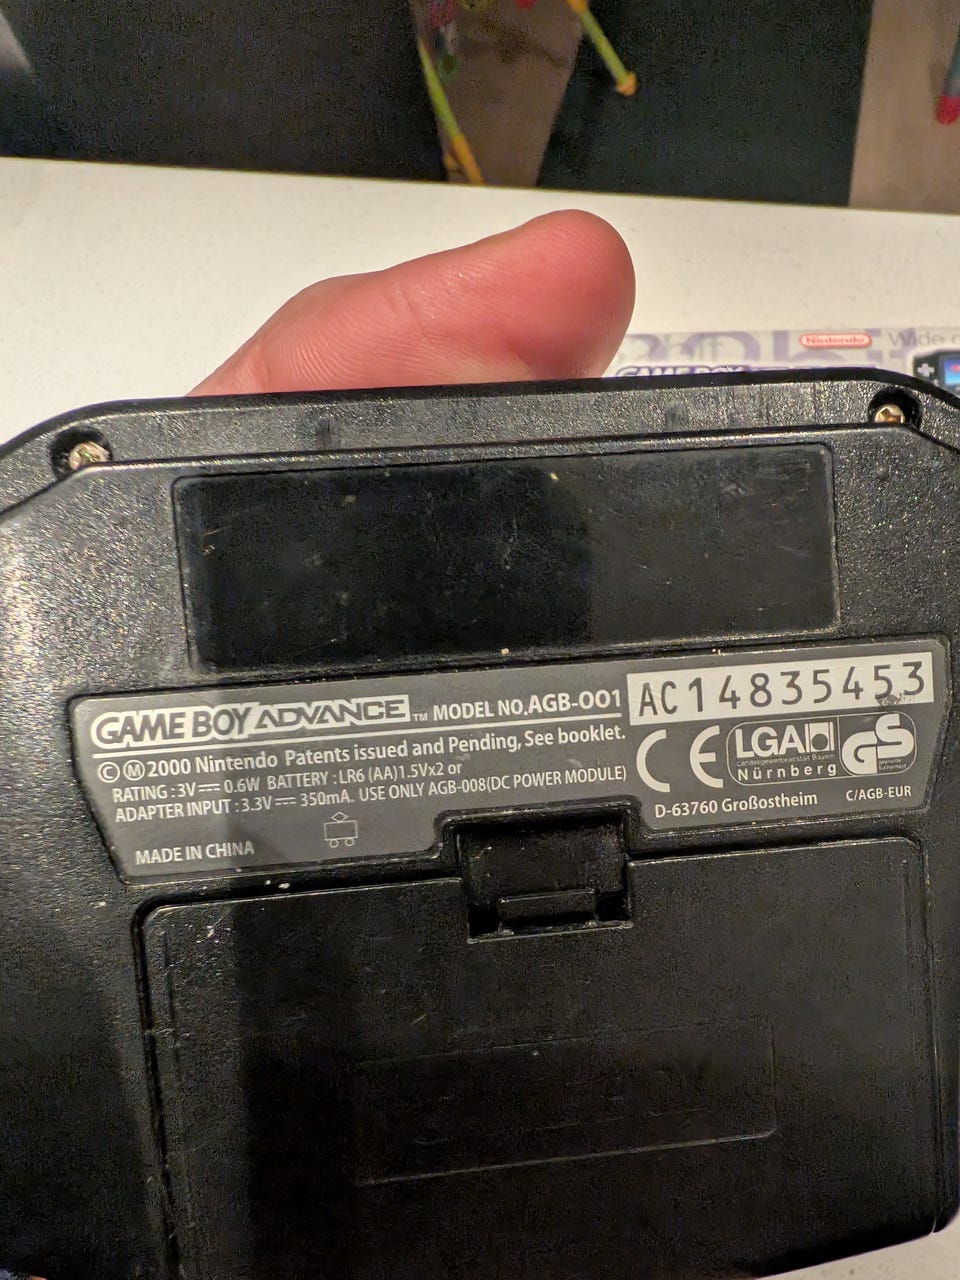 Nintendo
Wide
GAME BOY
GAME BOY ADVANCE™ MODEL NO.AGB-001
AC14835453
©Ⓜ2000 Nintendo Patents issued and Pending, See booklet.
RATING :3V⎓ 0.6W BATTERY :LR6 (AA)1.5Vx2 or
ADAPTER INPUT :3.3V⎓ 350mA. USE ONLY AGB-008(DC POWER MODULE)
MADE IN CHINA
CE
LGA
Nürnberg
GS
D-63760 Großostheim
C/AGB-EUR